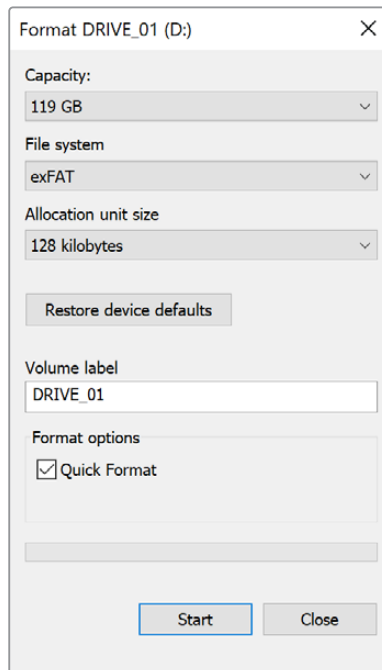 Format DRIVE_01 (D:)
Capacity:
119 GB
File system
exFAT
Allocation unit size
128 kilobytes
Restore device defaults
Volume label
DRIVE_01
Format options
Quick Format
Start
Close